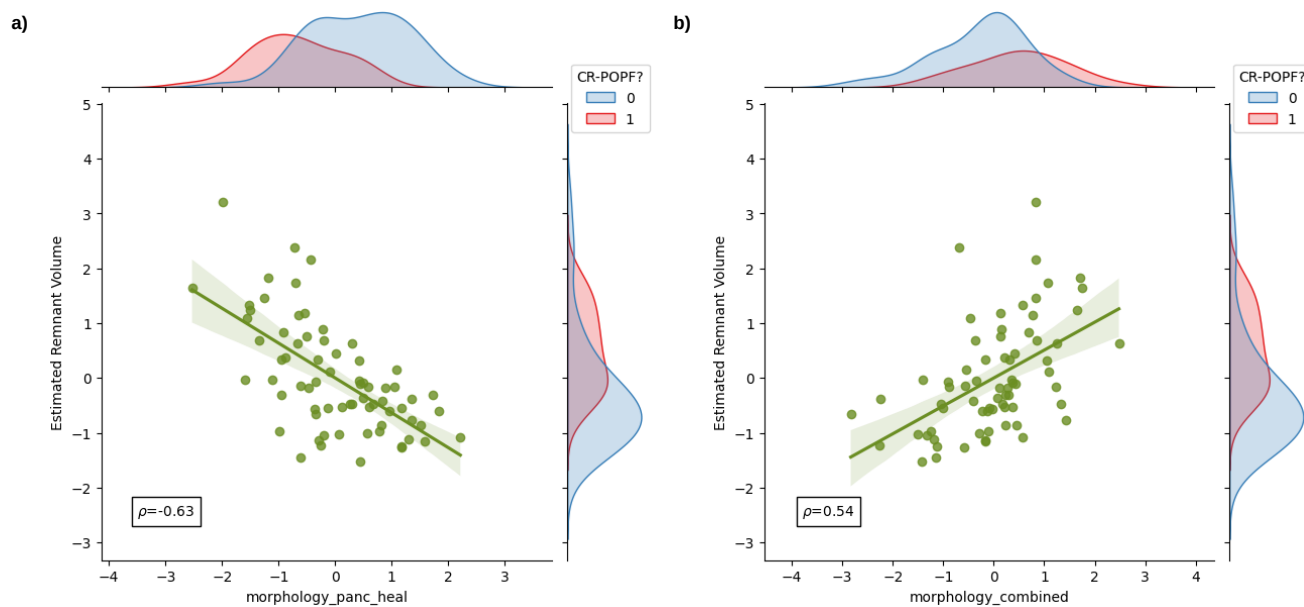 a)
CR-POPF?
0
1
5
4
3
2
1
0
−1
−2
−3
Estimated Remnant Volume
ρ=-0.63
−4 −3 −2 −1 0 1 2 3
morphology_panc_heal
b)
CR-POPF?
0
1
5
4
3
2
1
0
−1
−2
−3
Estimated Remnant Volume
ρ=0.54
−4 −3 −2 −1 0 1 2 3 4
morphology_combined